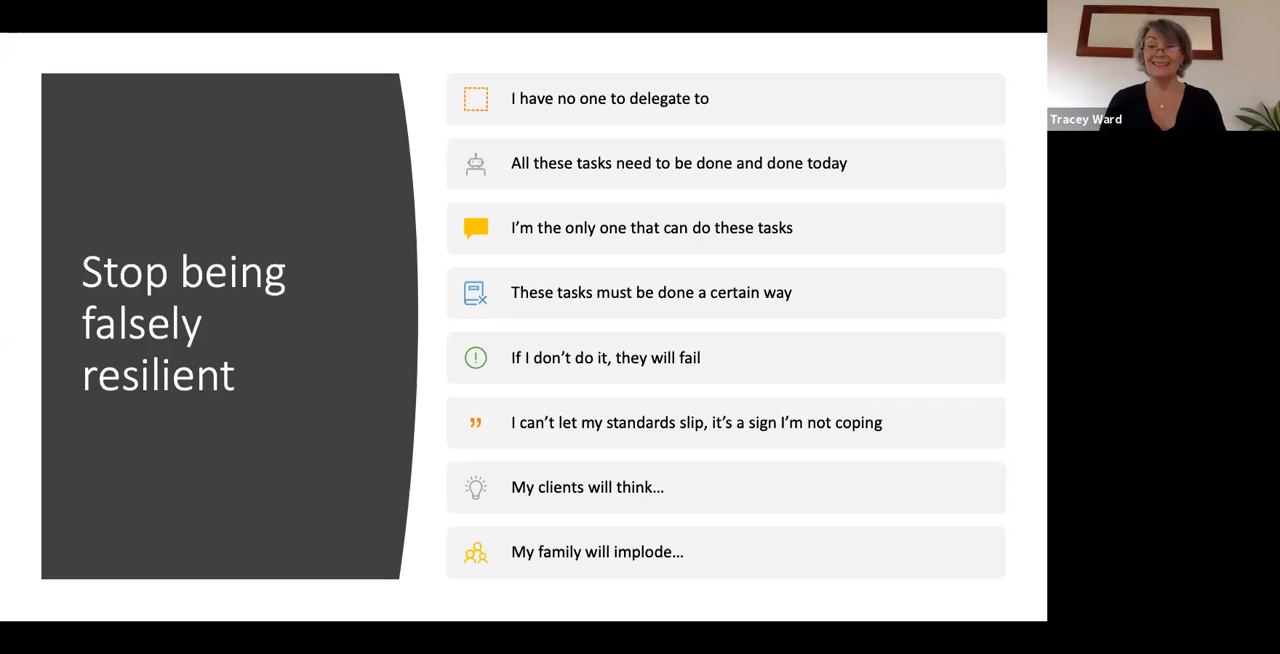 Stop being
falsely
resilient
I have no one to delegate to
All these tasks need to be done and done today
I’m the only one that can do these tasks
These tasks must be done a certain way
If I don’t do it, they will fail
I can’t let my standards slip, it’s a sign I’m not coping
My clients will think…
My family will implode…
Tracey Ward